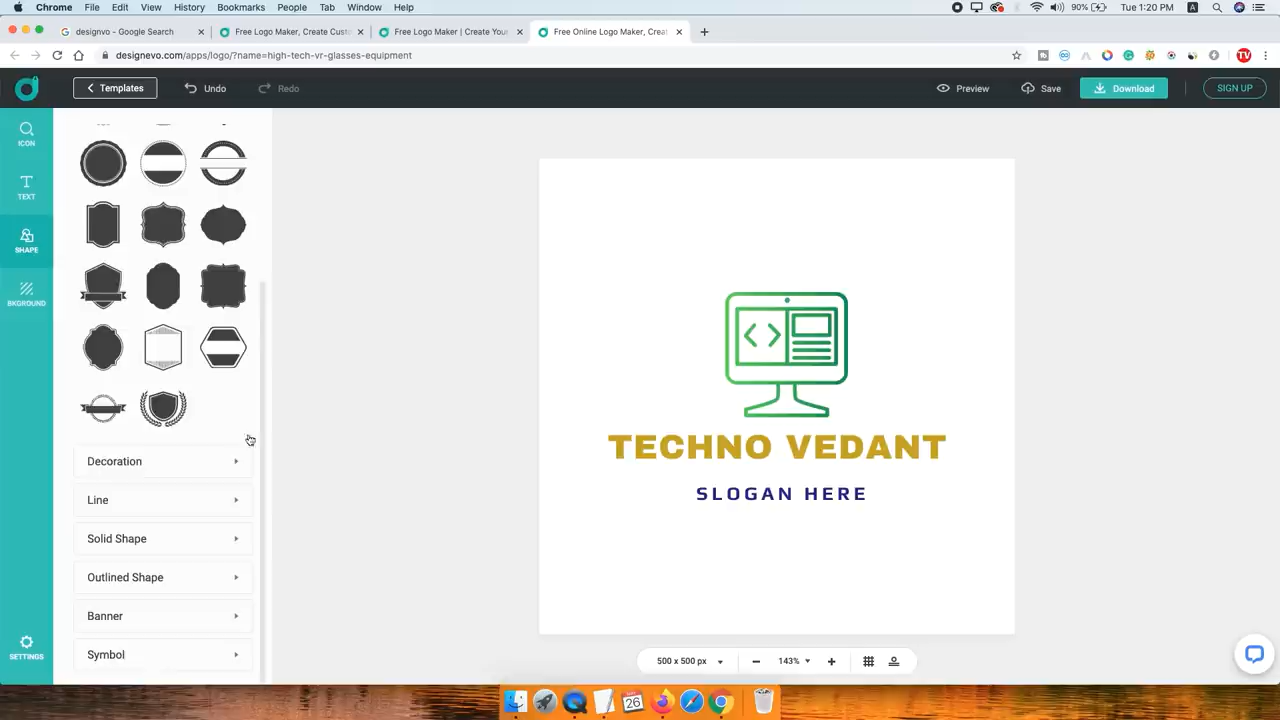 Chrome File Edit View History Bookmarks People Tab Window Help 90% Tue 1:20 PM
designvo - Google Search Free Logo Maker, Create Custo Free Logo Maker | Create Your Free Online Logo Maker, Creat
designevo.com/apps/logo/?name=high-tech-vr-glasses-equipment
Templates Undo Redo Preview Save Download SIGN UP
ICON
TEXT
SHAPE
BKGROUND
SETTINGS
Decoration
Line
Solid Shape
Outlined Shape
Banner
Symbol
TECHNO VEDANT
SLOGAN HERE
500 x 500 px 143%
26